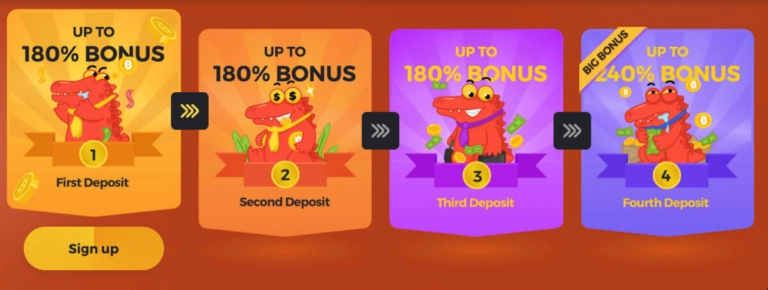 UP TO
180% BONUS
1
First Deposit
Sign up
UP TO
180% BONUS
2
Second Deposit
UP TO
180% BONUS
3
Third Deposit
BIG BONUS
UP TO
240% BONUS
4
Fourth Deposit